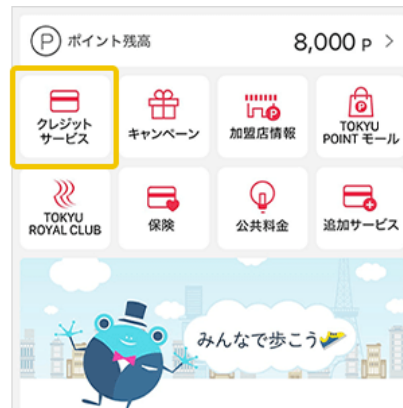 P ポイント残高 8,000 P >
クレジット
サービス
キャンペーン
加盟店情報
TOKYU
POINT モール
TOKYU
ROYAL CLUB
保険
公共料金
追加サービス
みんなで歩こう